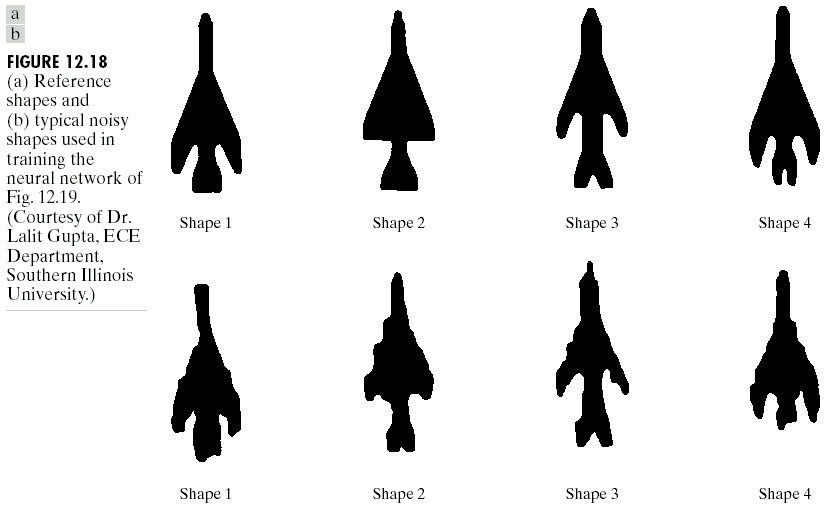 a
b
FIGURE 12.18
(a) Reference
shapes and
(b) typical noisy
shapes used in
training the
neural network of
Fig. 12.19.
(Courtesy of Dr.
Lalit Gupta, ECE
Department,
Southern Illinois
University.)
Shape 1 Shape 2 Shape 3 Shape 4
Shape 1 Shape 2 Shape 3 Shape 4